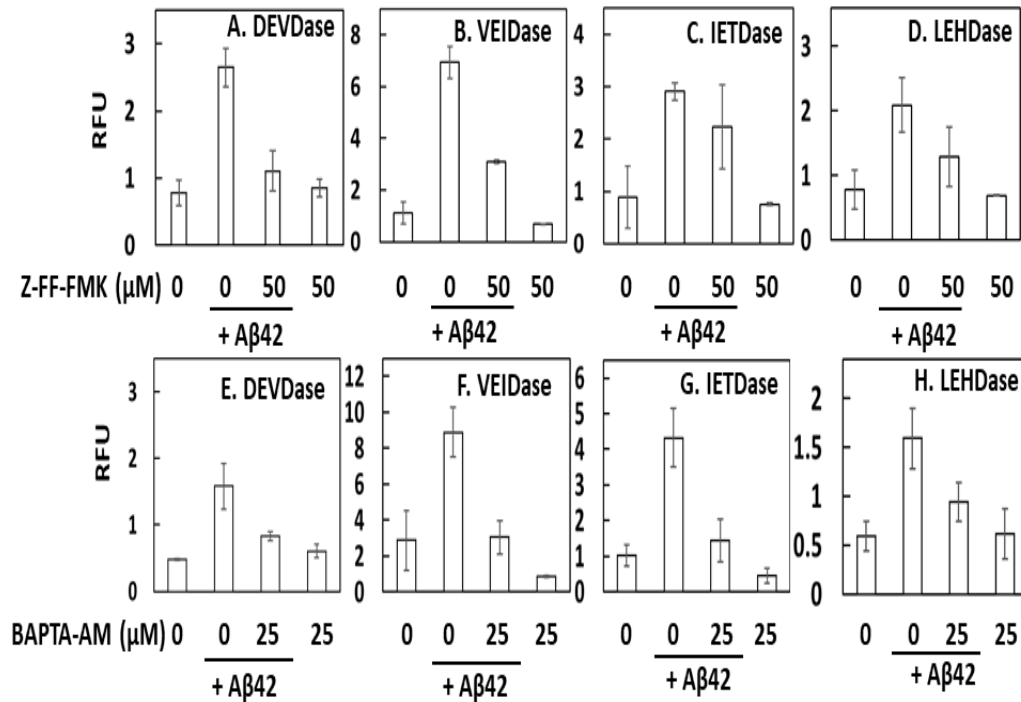 A. DEVDase
B. VEIDase
C. IETDase
D. LEHDase
RFU
3
2
1
0
8
6
4
2
0
4
3
2
1
0
3
2
1
0
Z-FF-FMK (µM) 0 0 50 50 0 0 50 50 0 0 50 50 0 0 50 50
+ Aβ42 + Aβ42 + Aβ42 + Aβ42
E. DEVDase
F. VEIDase
G. IETDase
H. LEHDase
RFU
3
2
1
0
12
10
8
6
4
2
0
6
5
4
3
2
1
0
2
1.5
1
0.5
0
BAPTA-AM (µM) 0 0 25 25 0 0 25 25 0 0 25 25 0 0 25 25
+ Aβ42 + Aβ42 + Aβ42 + Aβ42